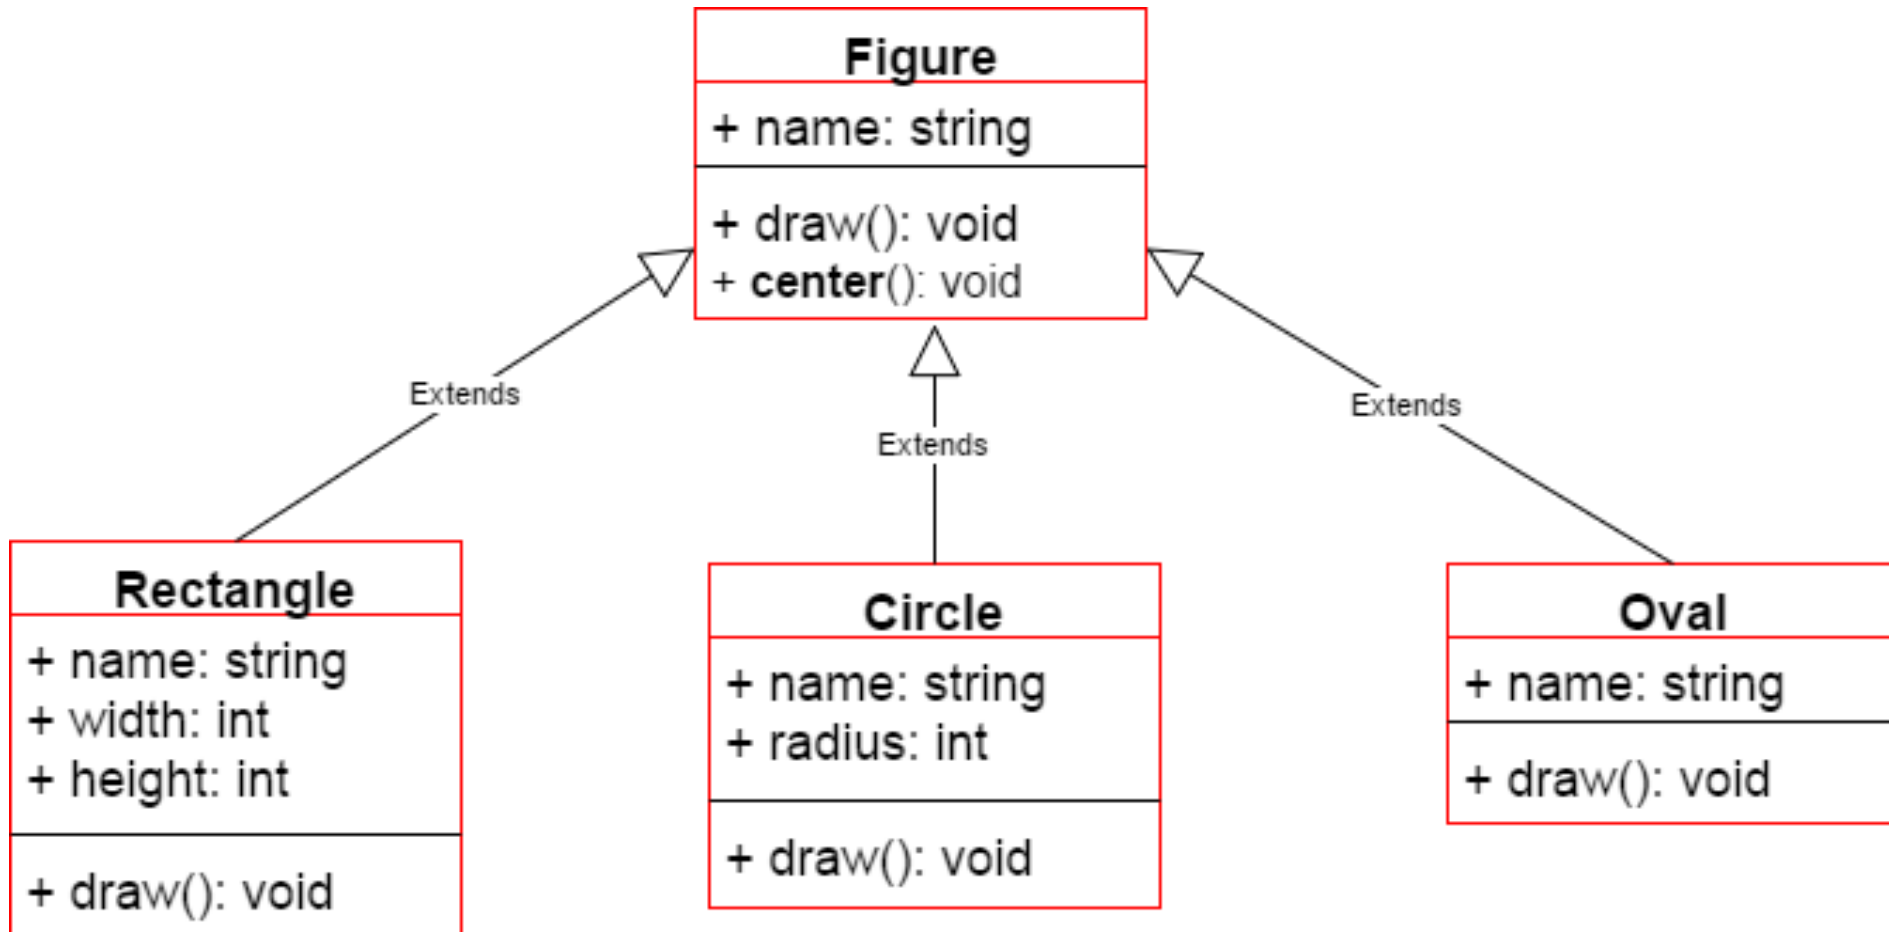 Figure
+ name: string
+ draw(): void
+ center(): void
Extends
Extends
Extends
Rectangle
+ name: string
+ width: int
+ height: int
+ draw(): void
Circle
+ name: string
+ radius: int
+ draw(): void
Oval
+ name: string
+ draw(): void